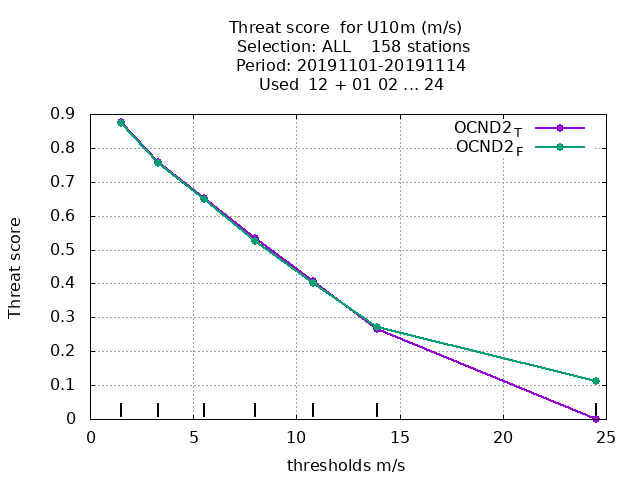 Threat score for U10m (m/s)
Selection: ALL 158 stations
Period: 20191101-20191114
Used 12 + 01 02 ... 24
OCND2T
OCND2F
Threat score
0.9
0.8
0.7
0.6
0.5
0.4
0.3
0.2
0.1
0
0 5 10 15 20 25
thresholds m/s